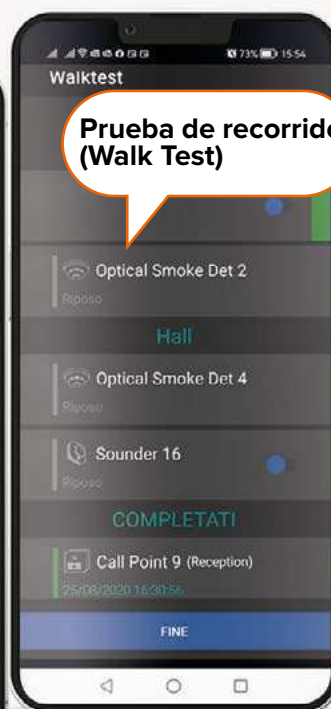 73% 15:54
Walktest
Prueba de recorrido
(Walk Test)
Optical Smoke Det 2
Riposo
Hall
Optical Smoke Det 4
Riposo
Sounder 16
Riposo
COMPLETATI
Call Point 9 (Reception)
25/08/2020 16:30:56
FINE